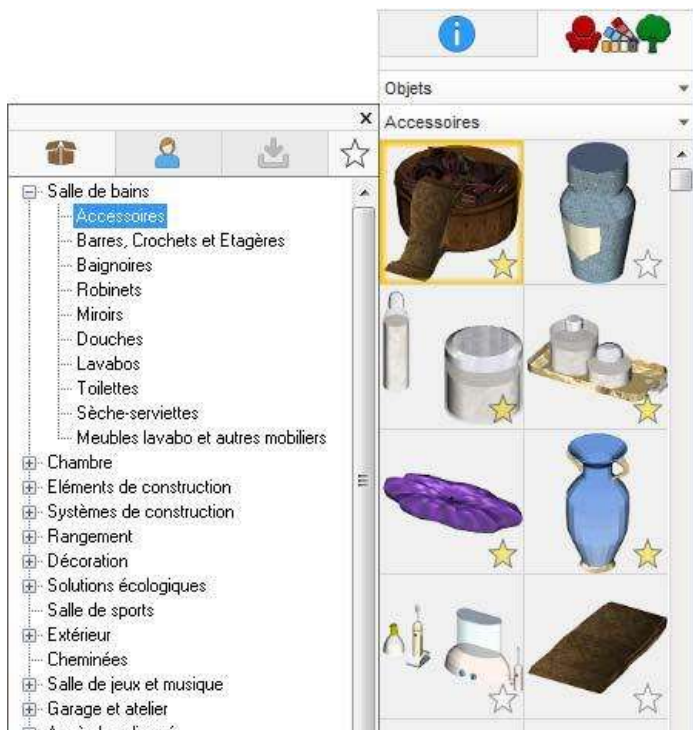 Objets
Accessoires
Salle de bains
Accessoires
Barres, Crochets et Etagères
Baignoires
Robinets
Miroirs
Douches
Lavabos
Toilettes
Sèche-serviettes
Meubles lavabo et autres mobiliers
Chambre
Eléments de construction
Systèmes de construction
Rangement
Décoration
Solutions écologiques
Salle de sports
Extérieur
Cheminées
Salle de jeux et musique
Garage et atelier